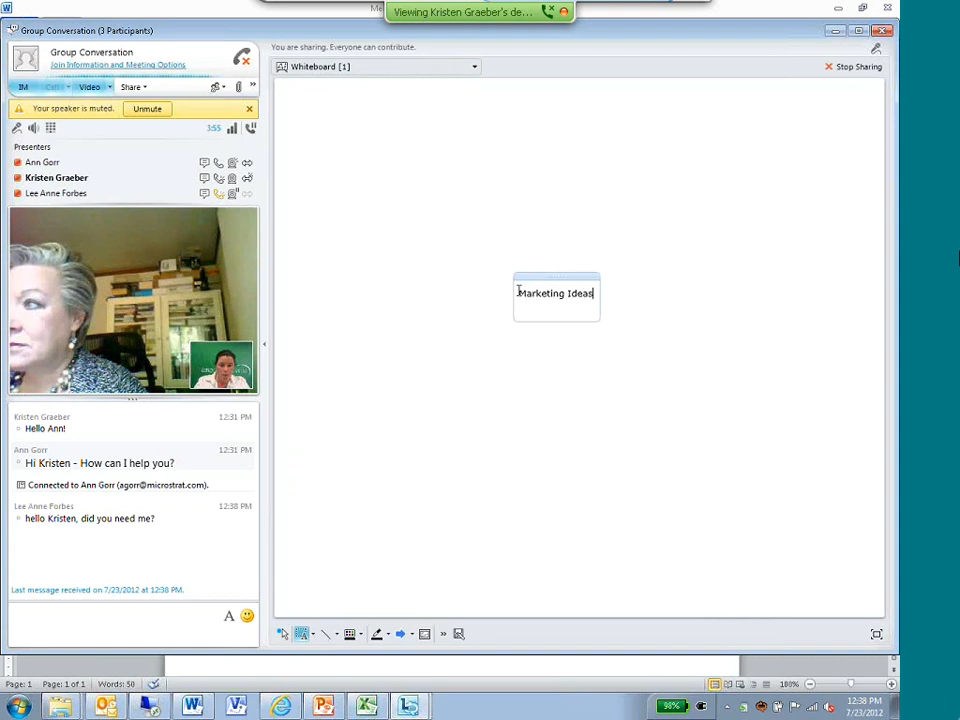 Viewing Kristen Graeber's de...
Group Conversation (3 Participants)
Group Conversation
Join Information and Meeting Options
You are sharing. Everyone can contribute.
Whiteboard [1]
Stop Sharing
IM
Video
Share
Your speaker is muted.
Unmute
3:55
Presenters
Ann Gorr
Kristen Graeber
Lee Anne Forbes
Marketing Ideas
Kristen Graeber 12:31 PM
Hello Ann!
Ann Gorr 12:31 PM
Hi Kristen - How can I help you?
Connected to Ann Gorr (agorr@microstrat.com).
Lee Anne Forbes 12:38 PM
hello Kristen, did you need me?
Last message received on 7/23/2012 at 12:38 PM.
A
Page: 1 Page: 1 of 1 Words: 50
180%
98%
12:38 PM
7/23/2012